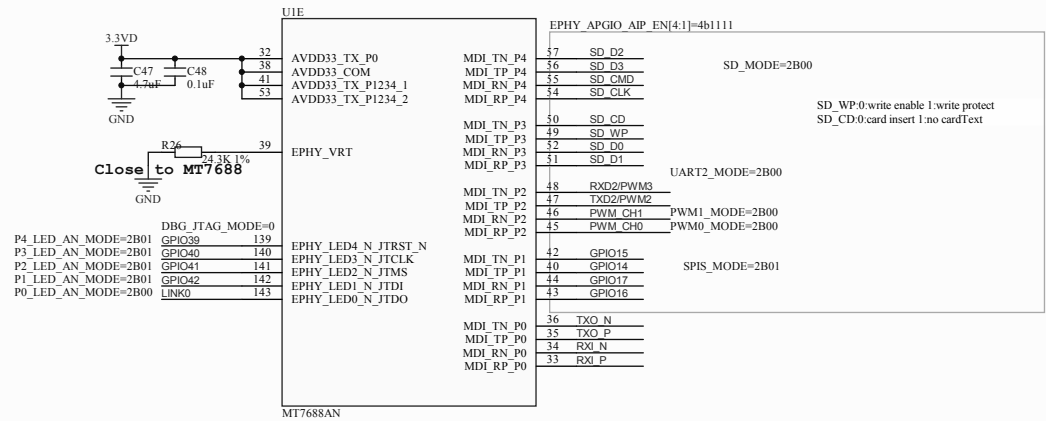 U1E
EPHY_APGIO_AIP_EN[4:1]=4b1111
3.3VD
C47
4.7uF
C48
0.1uF
GND
32 AVDD33_TX_P0
38 AVDD33_COM
41 AVDD33_TX_P1234_1
53 AVDD33_TX_P1234_2
R26
24.3K 1%
39 EPHY_VRT
Close to MT7688
GND
DBG_JTAG_MODE=0
P4_LED_AN_MODE=2B01 GPIO39 139 EPHY_LED4_N_JTRST_N
P3_LED_AN_MODE=2B01 GPIO40 140 EPHY_LED3_N_JTCLK
P2_LED_AN_MODE=2B01 GPIO41 141 EPHY_LED2_N_JTMS
P1_LED_AN_MODE=2B01 GPIO42 142 EPHY_LED1_N_JTDI
P0_LED_AN_MODE=2B00 LINK0 143 EPHY_LED0_N_JTDO
MDI_TN_P4 57 SD_D2
MDI_TP_P4 56 SD_D3
MDI_RN_P4 55 SD_CMD
MDI_RP_P4 54 SD_CLK
SD_MODE=2B00
SD_WP:0:write enable 1:write protect
SD_CD:0:card insert 1:no cardText
MDI_TN_P3 50 SD_CD
MDI_TP_P3 49 SD_WP
MDI_RN_P3 52 SD_D0
MDI_RP_P3 51 SD_D1
UART2_MODE=2B00
MDI_TN_P2 48 RXD2/PWM3
MDI_TP_P2 47 TXD2/PWM2
MDI_RN_P2 46 PWM_CH1 PWM1_MODE=2B00
MDI_RP_P2 45 PWM_CH0 PWM0_MODE=2B00
MDI_TN_P1 42 GPIO15
MDI_TP_P1 40 GPIO14
MDI_RN_P1 44 GPIO17
MDI_RP_P1 43 GPIO16
SPIS_MODE=2B01
MDI_TN_P0 36 TXO_N
MDI_TP_P0 35 TXO_P
MDI_RN_P0 34 RXI_N
MDI_RP_P0 33 RXI_P
MT7688AN